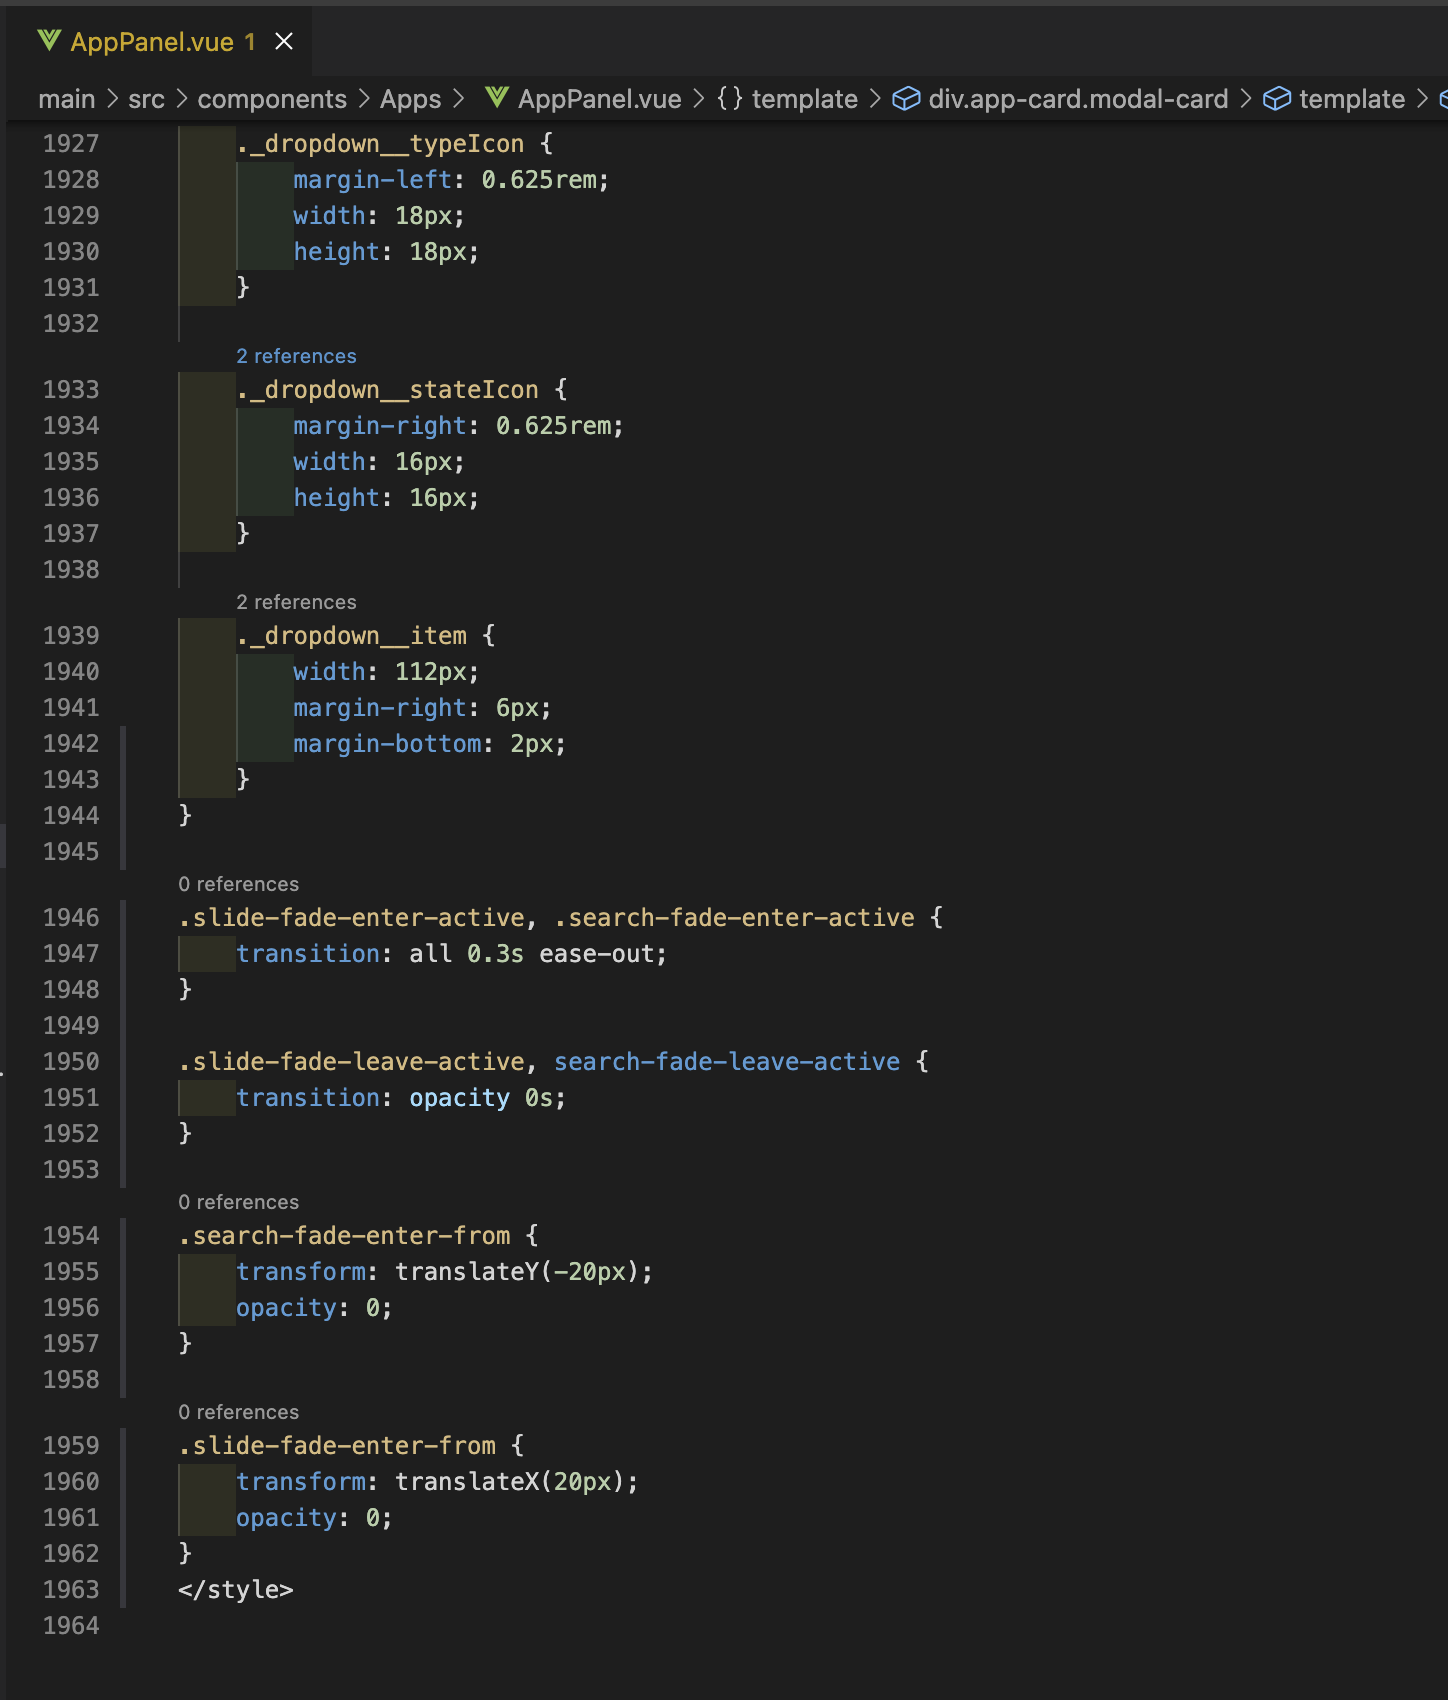 AppPanel.vue 1
main > src > components > Apps > AppPanel.vue > {} template > div.app-card.modal-card > template >
1927 ._dropdown__typeIcon {
1928 margin-left: 0.625rem;
1929 width: 18px;
1930 height: 18px;
1931 }
1932
2 references
1933 ._dropdown__stateIcon {
1934 margin-right: 0.625rem;
1935 width: 16px;
1936 height: 16px;
1937 }
1938
2 references
1939 ._dropdown__item {
1940 width: 112px;
1941 margin-right: 6px;
1942 margin-bottom: 2px;
1943 }
1944 }
1945
0 references
1946 .slide-fade-enter-active, .search-fade-enter-active {
1947 transition: all 0.3s ease-out;
1948 }
1949
1950 .slide-fade-leave-active, search-fade-leave-active {
1951 transition: opacity 0s;
1952 }
1953
0 references
1954 .search-fade-enter-from {
1955 transform: translateY(-20px);
1956 opacity: 0;
1957 }
1958
0 references
1959 .slide-fade-enter-from {
1960 transform: translateX(20px);
1961 opacity: 0;
1962 }
1963 </style>
1964